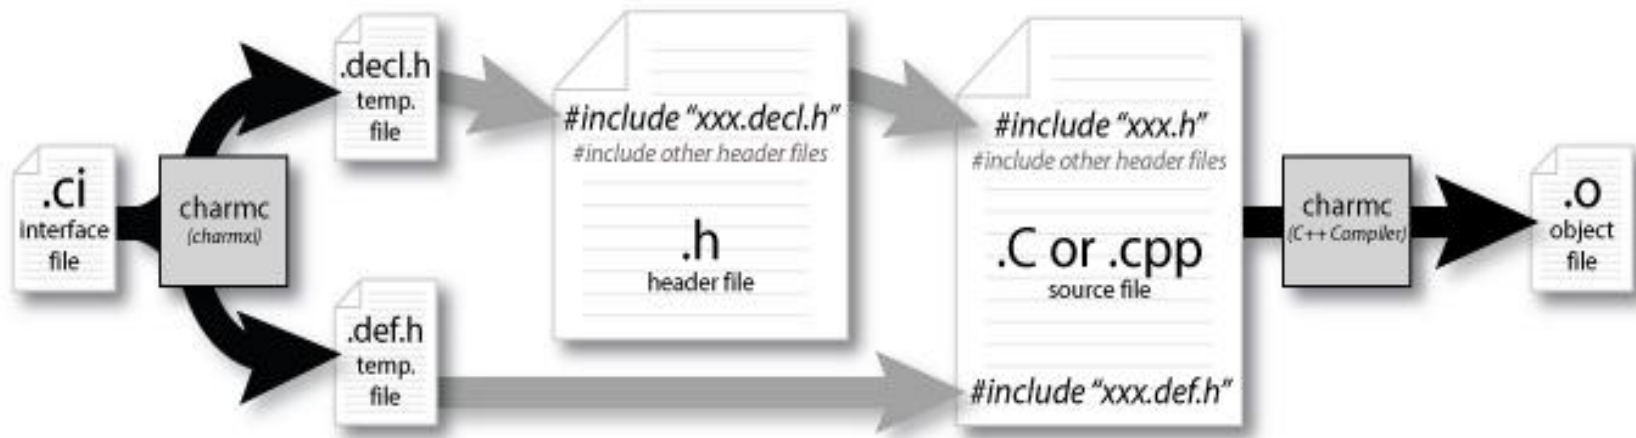 .ci
interface
file
charmc
(charmxi)
.decl.h
temp.
file
.def.h
temp.
file
#include “xxx.decl.h”
#include other header files
.h
header file
#include “xxx.h”
#include other header files
.C or .cpp
source file
#include “xxx.def.h”
charmc
(C++ Compiler)
.o
object
file